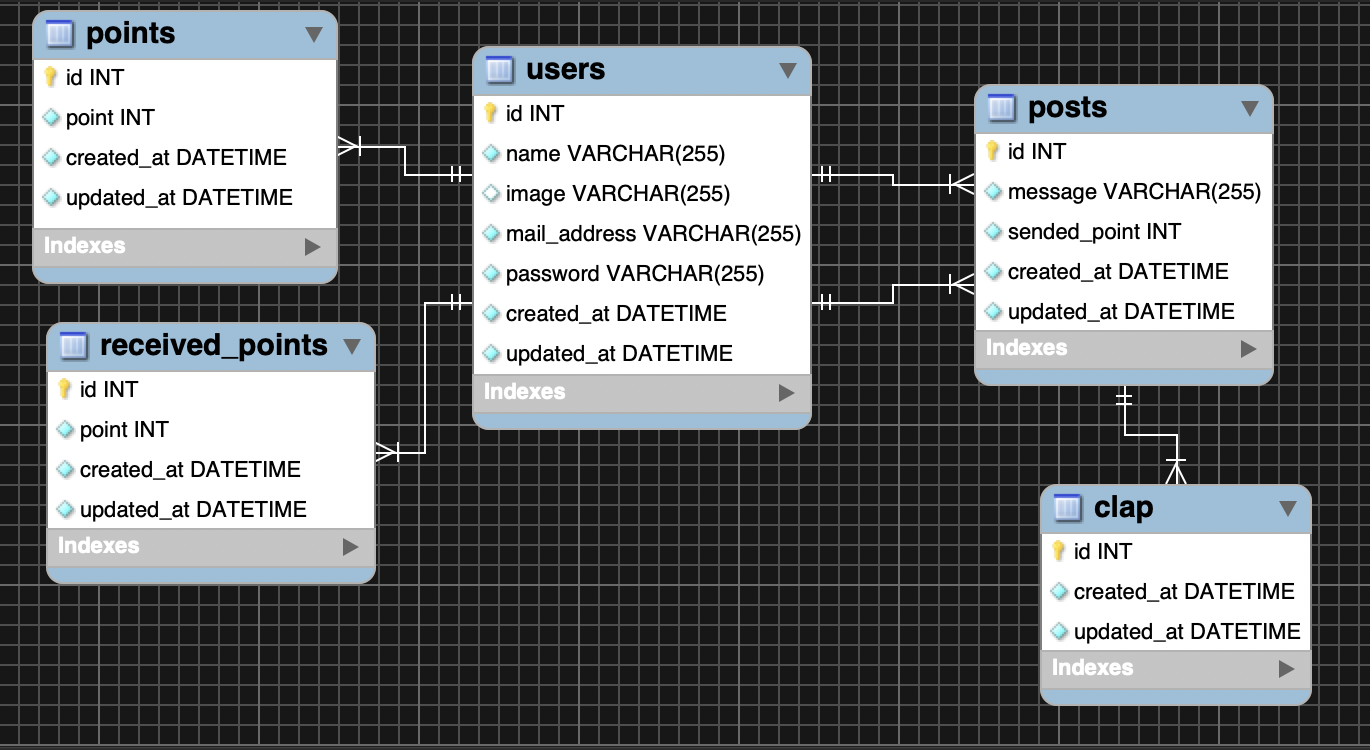 points
id INT
point INT
created_at DATETIME
updated_at DATETIME
Indexes
users
id INT
name VARCHAR(255)
image VARCHAR(255)
mail_address VARCHAR(255)
password VARCHAR(255)
created_at DATETIME
updated_at DATETIME
Indexes
posts
id INT
message VARCHAR(255)
sended_point INT
created_at DATETIME
updated_at DATETIME
Indexes
received_points
id INT
point INT
created_at DATETIME
updated_at DATETIME
Indexes
clap
id INT
created_at DATETIME
updated_at DATETIME
Indexes